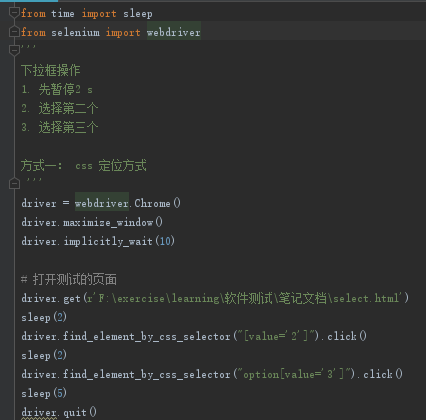 from time import sleep
from selenium import webdriver
'''
下拉框操作
1. 先暂停2 s
2. 选择第二个
3. 选择第三个
方式一： css 定位方式
'''
driver = webdriver.Chrome()
driver.maximize_window()
driver.implicitly_wait(10)
# 打开测试的页面
driver.get(r'F:\exercise\learning\软件测试\笔记文档\select.html')
sleep(2)
driver.find_element_by_css_selector("[value='2']").click()
sleep(2)
driver.find_element_by_css_selector("option[value='3']").click()
sleep(5)
driver.quit()